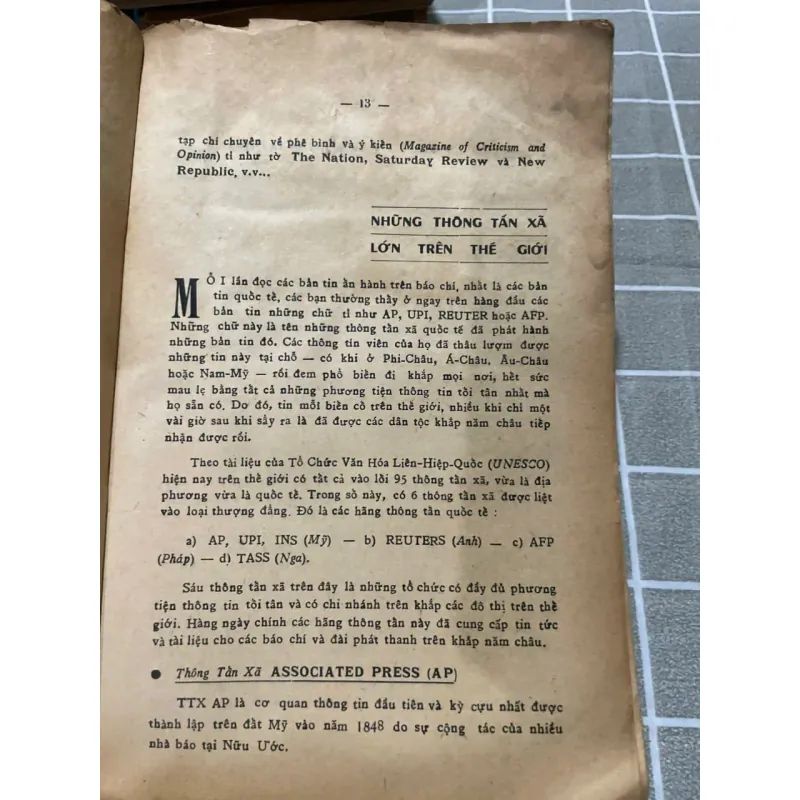 — 13 —
tạp chí chuyên về phê bình và ý kiến (Magazine of Criticism and
Opinion) tỉ như tờ The Nation, Saturday Review và New
Republic, v.v...
NHỮNG THÔNG TẤN XÃ
LỚN TRÊN THẾ GIỚI
MỖI lần đọc các bản tin ấn hành trên báo chí, nhất là các bản
tin quốc tế, các bạn thường thấy ở ngay trên hàng đầu các
bản tin những chữ tỉ như AP, UPI, REUTER hoặc AFP.
Những chữ này là tên những thông tấn xã quốc tế đã phát hành
những bản tin đó. Các thông tín viên của họ đã thâu lượm được
những tin này tại chỗ — có khi ở Phi-Châu, Á-Châu, Âu-Châu
hoặc Nam-Mỹ — rồi đem phổ biến đi khắp mọi nơi, hết sức
mau lẹ bằng tất cả những phương tiện thông tin tối tân nhất mà
họ sẵn có. Do đó, tin mỗi biến cố trên thế giới, nhiều khi chỉ một
vài giờ sau khi sẩy ra là đã được các dân tộc khắp năm châu tiếp
nhận được rồi.
Theo tài liệu của Tổ Chức Văn Hóa Liên-Hiệp-Quốc (UNESCO)
hiện nay trên thế giới có tất cả vào lối 95 thông tấn xã, vừa là địa
phương vừa là quốc tế. Trong số này, có 6 thông tấn xã được liệt
vào loại thượng đẳng. Đó là các hãng thông tấn quốc tế :
a) AP, UPI, INS (Mỹ) — b) REUTERS (Anh) — c) AFP
(Pháp) — d) TASS (Nga).
Sáu thông tấn xã trên đây là những tổ chức có đầy đủ phương
tiện thông tin tối tân và có chi nhánh trên khắp các đô thị trên thế
giới. Hàng ngày chính các hãng thông tấn này đã cung cấp tin tức
và tài liệu cho các báo chí và đài phát thanh trên khắp năm châu.
● Thông Tấn Xã ASSOCIATED PRESS (AP)
TTX AP là cơ quan thông tin đầu tiên và kỳ cựu nhất được
thành lập trên đất Mỹ vào năm 1848 do sự cộng tác của nhiều
nhà báo tại Nữu Ước.